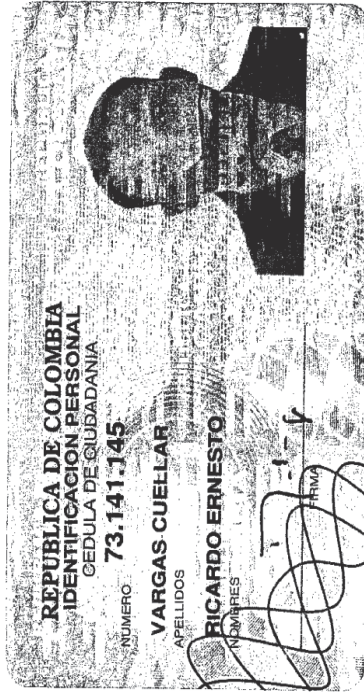 REPUBLICA DE COLOMBIA
IDENTIFICACION PERSONAL
CEDULA DE CIUDADANIA
NUMERO 73.141.145
VARGAS CUELLAR
APELLIDOS
RICARDO ERNESTO
NOMBRES
FIRMA